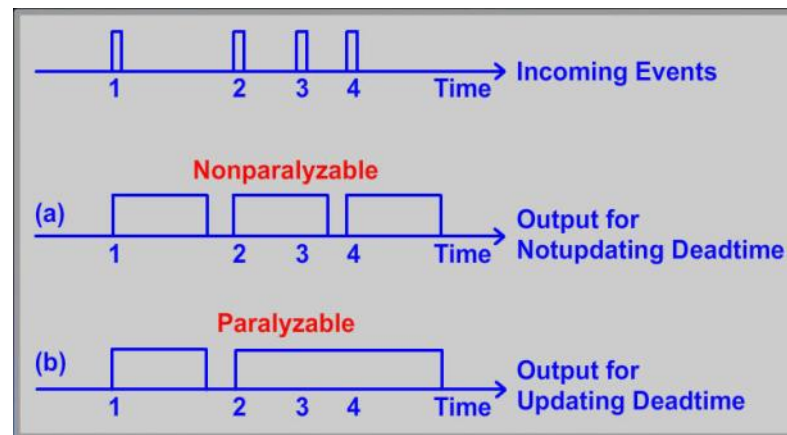 1 2 3 4 Time Incoming Events
Nonparalyzable
(a)
1 2 3 4 Time
Output for
Notupdating Deadtime
Paralyzable
(b)
1 2 3 4 Time
Output for
Updating Deadtime